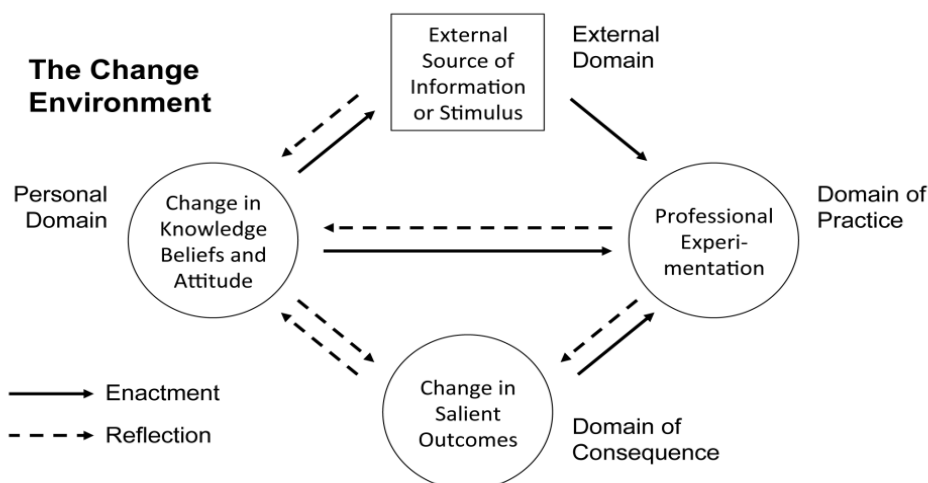 The Change
Environment
External
Source of
Information
or Stimulus
External
Domain
Personal
Domain
Change in
Knowledge
Beliefs and
Attitude
Professional
Experi-
mentation
Domain of
Practice
Change in
Salient
Outcomes
Domain of
Consequence
Enactment
Reflection